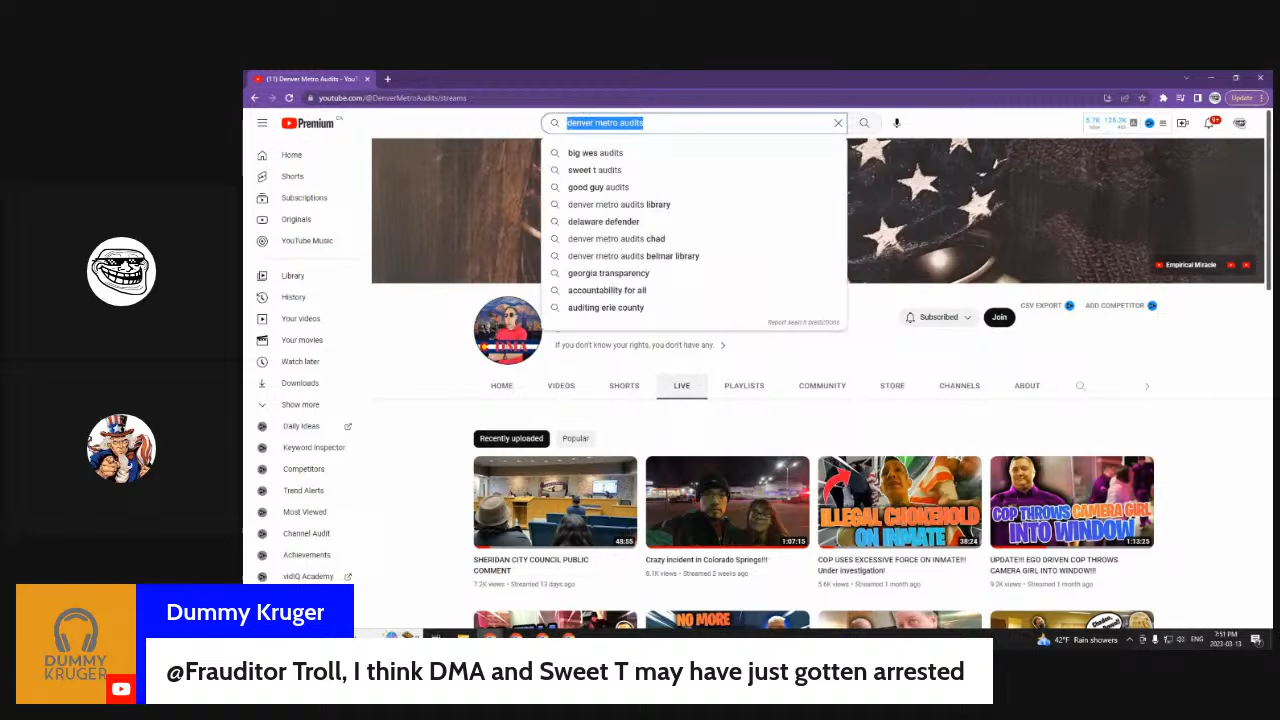 (11) Denver Metro Audits - YouT
youtube.com/@DenverMetroAudits/streams
Update
Premium
CA
denver metro audits
9+
Home
Shorts
Subscriptions
Originals
YouTube Music
Library
History
Your videos
Your movies
Watch later
Downloads
Show more
Daily Ideas
Keyword Inspector
Competitors
Trend Alerts
Most Viewed
Channel Audit
Achievements
vidIQ Academy
big wes audits
sweet t audits
good guy audits
denver metro audits library
delaware defender
denver metro audits chad
denver metro audits belmar library
georgia transparency
accountability for all
auditing erie county
Report search predictions
Empirical Miracle
CSV EXPORT
ADD COMPETITOR
DMA
Subscribed
Join
If you don't know your rights, you don't have any.
HOME VIDEOS SHORTS LIVE PLAYLISTS COMMUNITY STORE CHANNELS ABOUT
Recently uploaded Popular
48:55
SHERIDAN CITY COUNCIL PUBLIC
COMMENT
7.2K views • Streamed 13 days ago
1:07:15
Crazy incident in Colorado Springs!!!
6.1K views • Streamed 2 weeks ago
ILLEGAL CHOKEHOLD
ON INMATE
38:24
COP USES EXCESSIVE FORCE ON INMATE!!!
Under Investigation!
5.6K views • Streamed 1 month ago
COP THROWS CAMERA GIRL
INTO WINDOW
1:13:25
UPDATE!!! EGO DRIVEN COP THROWS
CAMERA GIRL INTO WINDOW!!!
9.2K views • Streamed 1 month ago
NO MORE
42°F Rain showers
7:51 PM
2023-03-13
DUMMY
KRUGER
Dummy Kruger
@Frauditor Troll, I think DMA and Sweet T may have just gotten arrested